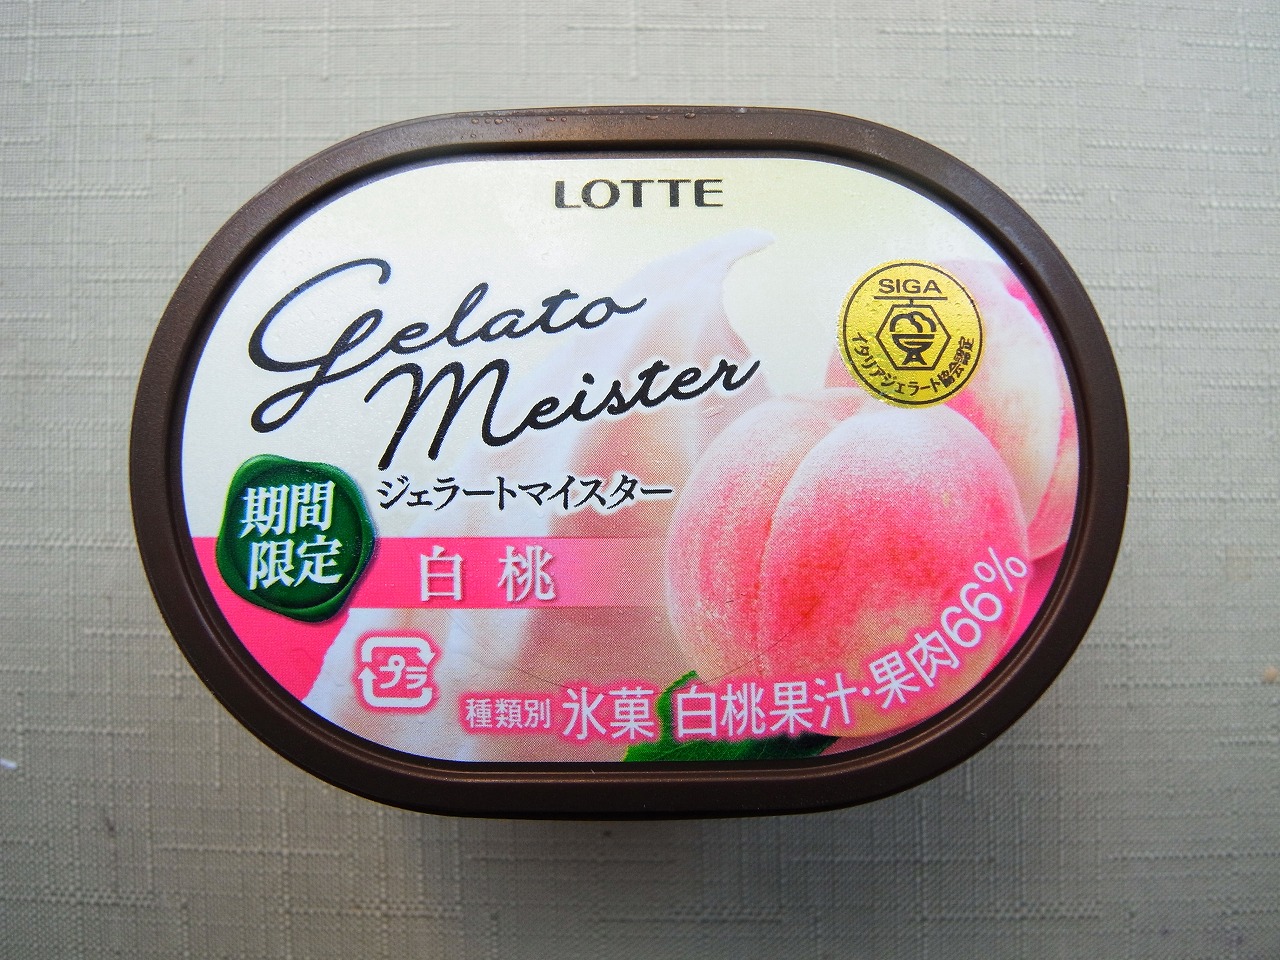 LOTTE
Gelato
Meister
SIGA
イタリアジェラート協会認定
ジェラートマイスター
期間
限定
白桃
プラ
種類別 氷菓 白桃果汁・果肉66%